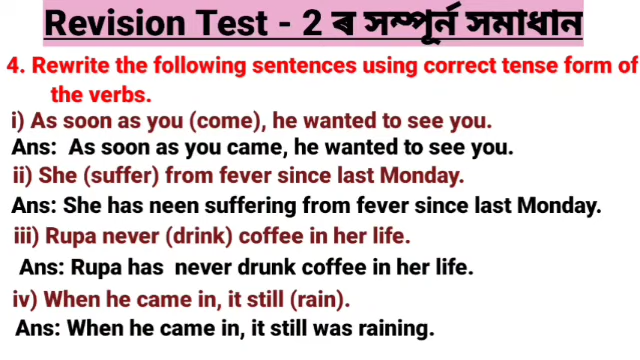 Revision Test - 2 ৰ সম্পূৰ্ন সমাধান
4. Rewrite the following sentences using correct tense form of
the verbs.
i) As soon as you (come), he wanted to see you.
Ans: As soon as you came, he wanted to see you.
ii) She (suffer) from fever since last Monday.
Ans: She has neen suffering from fever since last Monday.
iii) Rupa never (drink) coffee in her life.
Ans: Rupa has never drunk coffee in her life.
iv) When he came in, it still (rain).
Ans: When he came in, it still was raining.